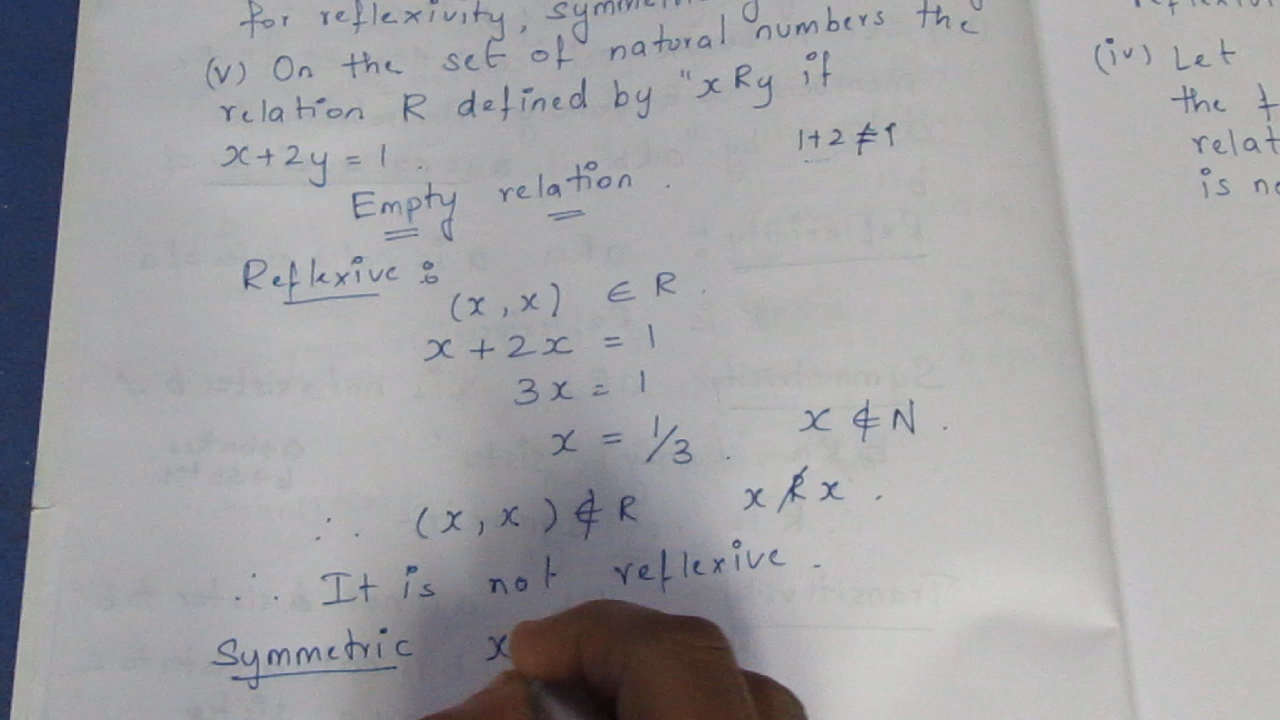 for reflexivity,
(v) On the set of natural numbers the
relation R defined by "xRy if
x+2y = 1.
1+2 ≠ 1
Empty relation.
Reflexive :
(x,x) ∈ R.
x + 2x = 1
3x = 1
x = 1/3. x ∉ N.
∴ (x,x) ∉ R x R̸ x.
∴ It is not reflexive.
Symmetric x
(iv) Let
the
is